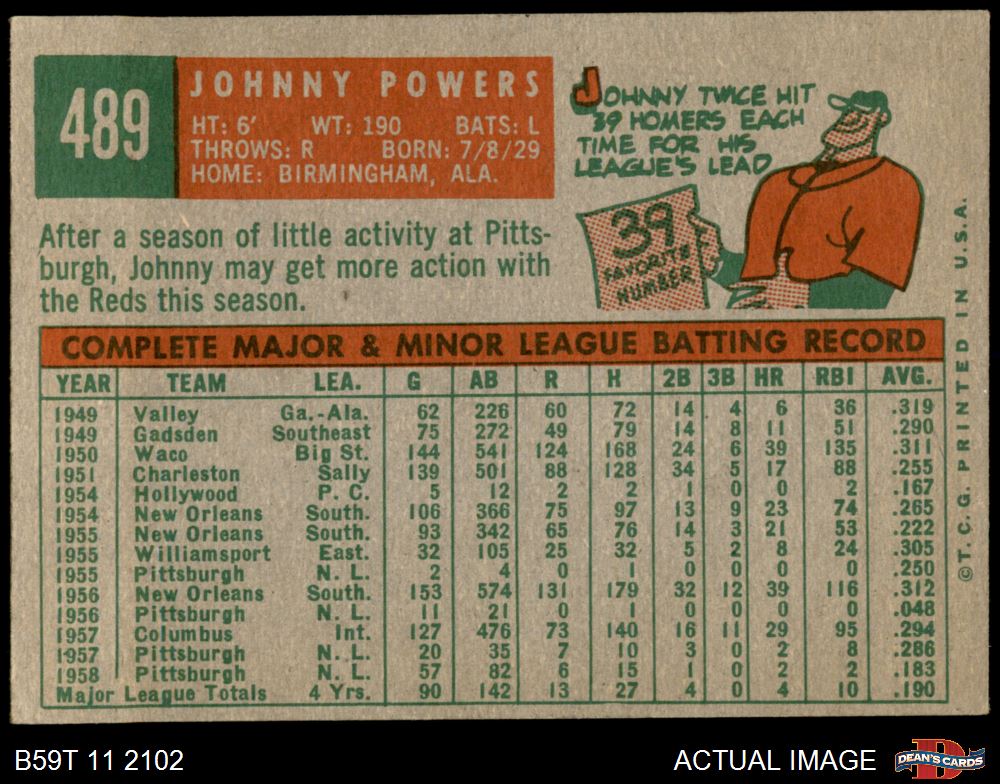 489
JOHNNY POWERS
HT: 6' WT: 190 BATS: L
THROWS: R BORN: 7/8/29
HOME: BIRMINGHAM, ALA.
JOHNNY TWICE HIT
39 HOMERS EACH
TIME FOR HIS
LEAGUE'S LEAD
39
FAVORITE
NUMBER
After a season of little activity at Pitts-
burgh, Johnny may get more action with
the Reds this season.
COMPLETE MAJOR & MINOR LEAGUE BATTING RECORD
YEAR TEAM LEA. G AB R H 2B 3B HR RBI AVG.
1949 Valley Ga.-Ala. 62 226 60 72 14 4 6 36 .319
1949 Gadsden Southeast 75 272 49 79 14 8 11 51 .290
1950 Waco Big St. 144 541 124 168 24 6 39 135 .311
1951 Charleston Sally 139 501 88 128 34 5 17 88 .255
1954 Hollywood P. C. 5 12 2 2 1 0 0 2 .167
1954 New Orleans South. 106 366 75 97 13 9 23 74 .265
1955 New Orleans South. 93 342 65 76 14 3 21 53 .222
1955 Williamsport East. 32 105 25 32 5 2 8 24 .305
1955 Pittsburgh N. L. 2 4 0 1 0 0 0 0 .250
1956 New Orleans South. 153 574 131 179 32 12 39 116 .312
1956 Pittsburgh N. L. 11 21 0 1 0 0 0 0 .048
1957 Columbus Int. 127 476 73 140 16 11 29 95 .294
1957 Pittsburgh N. L. 20 35 7 10 3 0 2 8 .286
1958 Pittsburgh N. L. 57 82 6 15 1 0 2 2 .183
Major League Totals 4 Yrs. 90 142 13 27 4 0 4 10 .190
©T. C. G. PRINTED IN U.S.A.
B59T 11 2102
ACTUAL IMAGE
DEAN'S CARDS